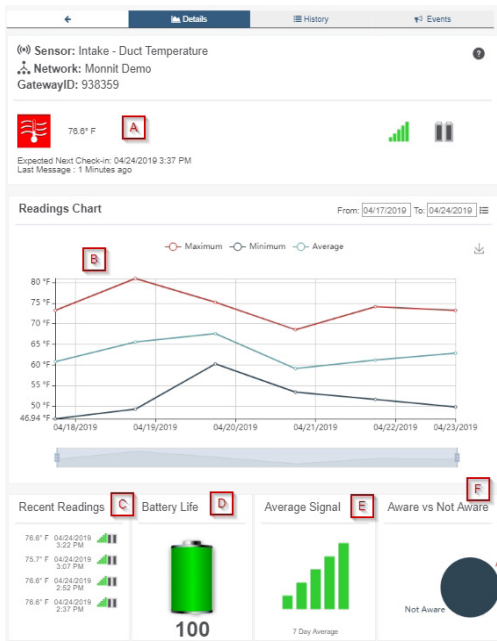 Details
History
Events
Sensor: Intake - Duct Temperature
Network: Monnit Demo
GatewayID: 938359
?
76.6° F
A
Expected Next Check-in: 04/24/2019 3:37 PM
Last Message : 1 Minutes ago
Readings Chart
From: 04/17/2019 To: 04/24/2019
Maximum Minimum Average
B
80 °F
75 °F
70 °F
65 °F
60 °F
55 °F
50 °F
46.94 °F
04/18/2019 04/19/2019 04/20/2019 04/21/2019 04/22/2019 04/23/2019
F
Recent Readings C
76.6° F 04/24/2019
3:22 PM
75.7° F 04/24/2019
3:07 PM
76.6° F 04/24/2019
2:52 PM
76.6° F 04/24/2019
2:37 PM
Battery Life D
100
Average Signal E
7 Day Average
Aware vs Not Aware
Not Aware